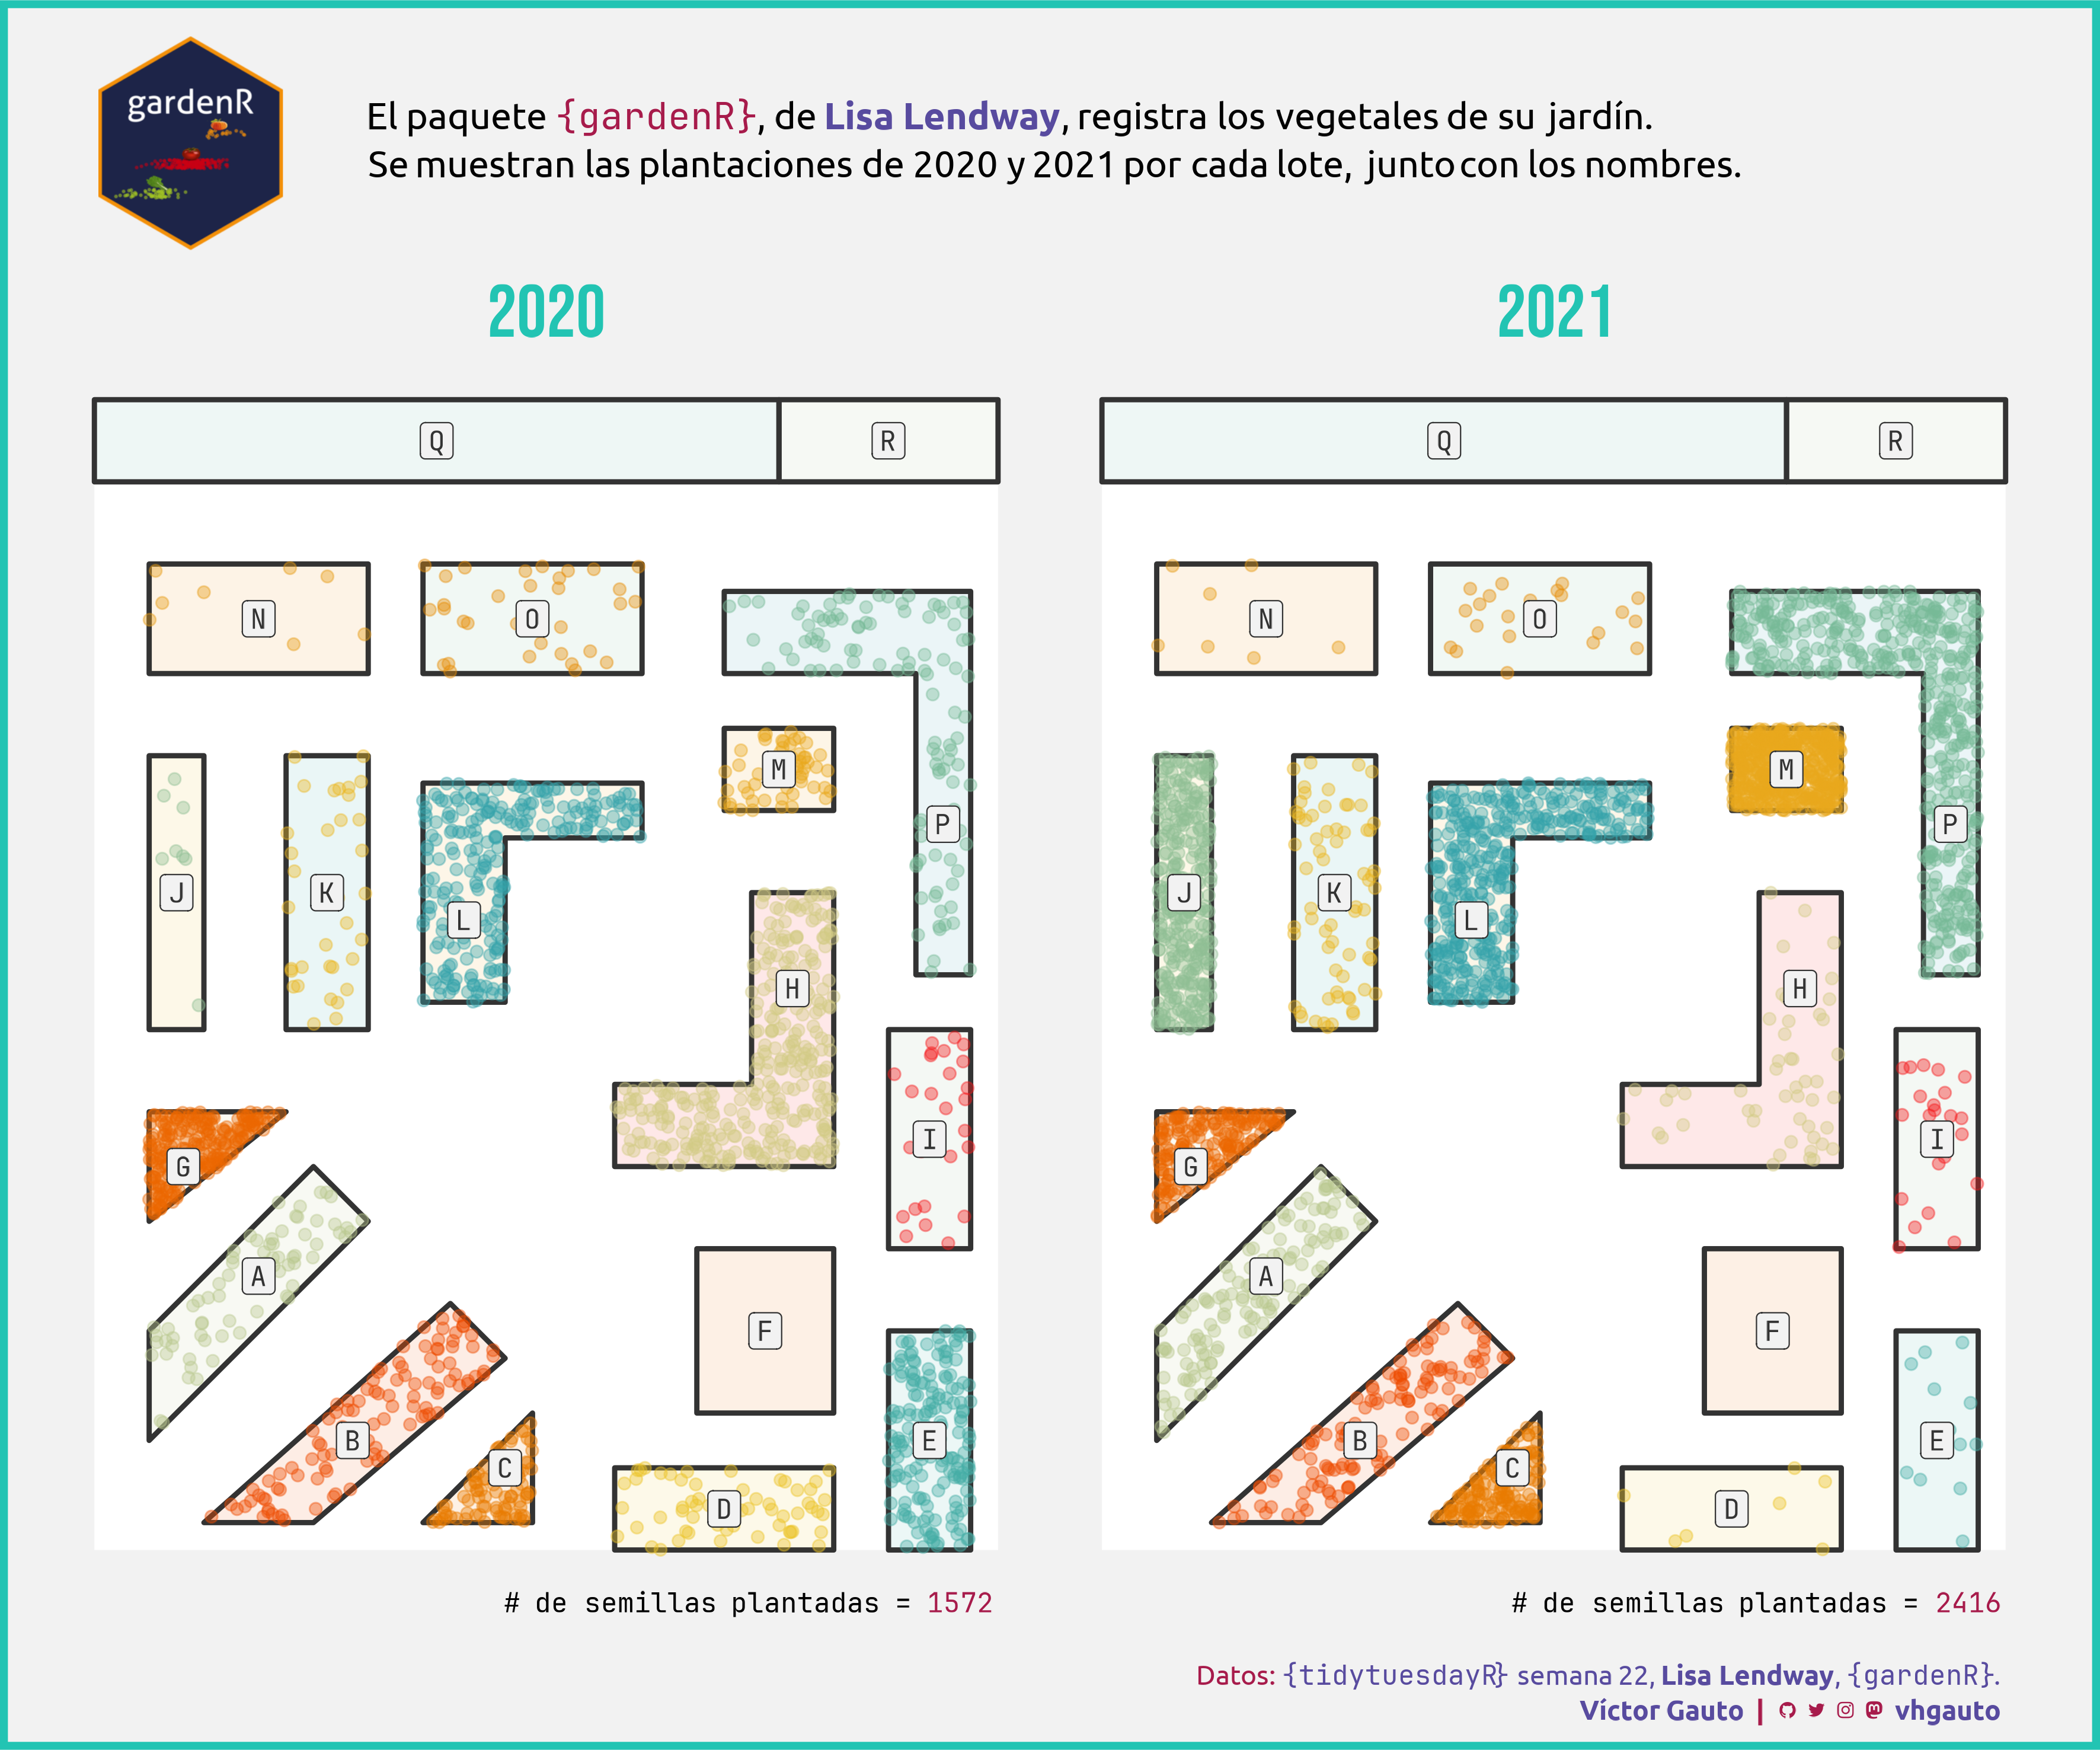 gardenR
El paquete {gardenR}, de Lisa Lendway, registra los vegetales de su jardín.
Se muestran las plantaciones de 2020 y 2021 por cada lote, junto con los nombres.
2020
2021
Q
R
Q
R
N
O
N
O
M
M
P
P
J
K
L
J
K
L
H
H
I
I
G
G
A
A
F
F
B
C
E
B
C
E
D
D
# de semillas plantadas = 1572
# de semillas plantadas = 2416
Datos: {tidytuesdayR} semana 22, Lisa Lendway, {gardenR}.
Víctor Gauto | vhgauto